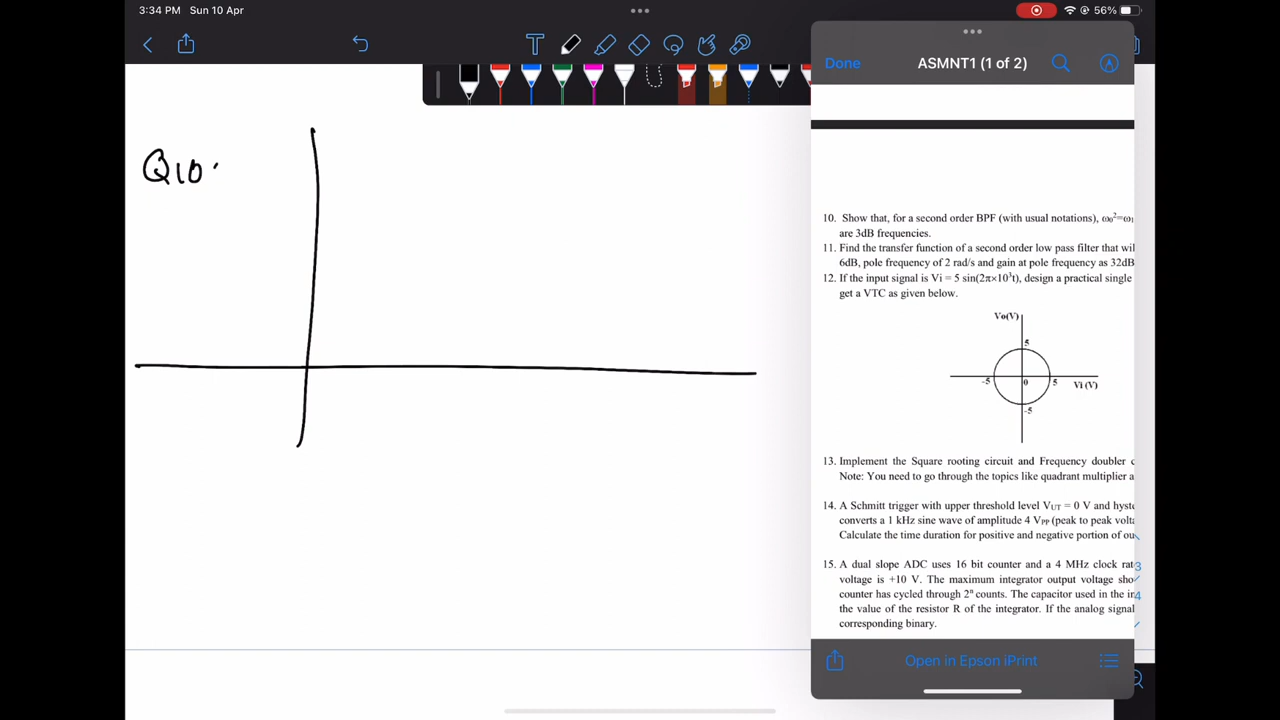 3:34 PM Sun 10 Apr
56%
Q10.
Done
ASMNT1 (1 of 2)
10. Show that, for a second order BPF (with usual notations), ω₀²=ω₁
are 3dB frequencies.
11. Find the transfer function of a second order low pass filter that wil
6dB, pole frequency of 2 rad/s and gain at pole frequency as 32dB
12. If the input signal is Vi = 5 sin(2π×10³t), design a practical single
get a VTC as given below.
Vo(V)
5
-5
0
5
Vi (V)
-5
13. Implement the Square rooting circuit and Frequency doubler c
Note: You need to go through the topics like quadrant multiplier a
14. A Schmitt trigger with upper threshold level VUT = 0 V and hyste
converts a 1 kHz sine wave of amplitude 4 VPP (peak to peak volta
Calculate the time duration for positive and negative portion of ou
15. A dual slope ADC uses 16 bit counter and a 4 MHz clock rat
voltage is +10 V. The maximum integrator output voltage sho
counter has cycled through 2ⁿ counts. The capacitor used in the in
the value of the resistor R of the integrator. If the analog signal
corresponding binary.
3
4
Open in Epson iPrint